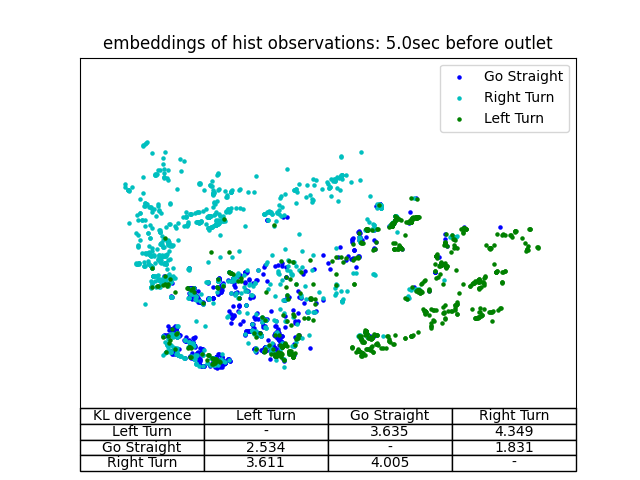 embeddings of hist observations: 5.0sec before outlet
Go Straight
Right Turn
Left Turn
KL divergence Left Turn Go Straight Right Turn
Left Turn - 3.635 4.349
Go Straight 2.534 - 1.831
Right Turn 3.611 4.005 -